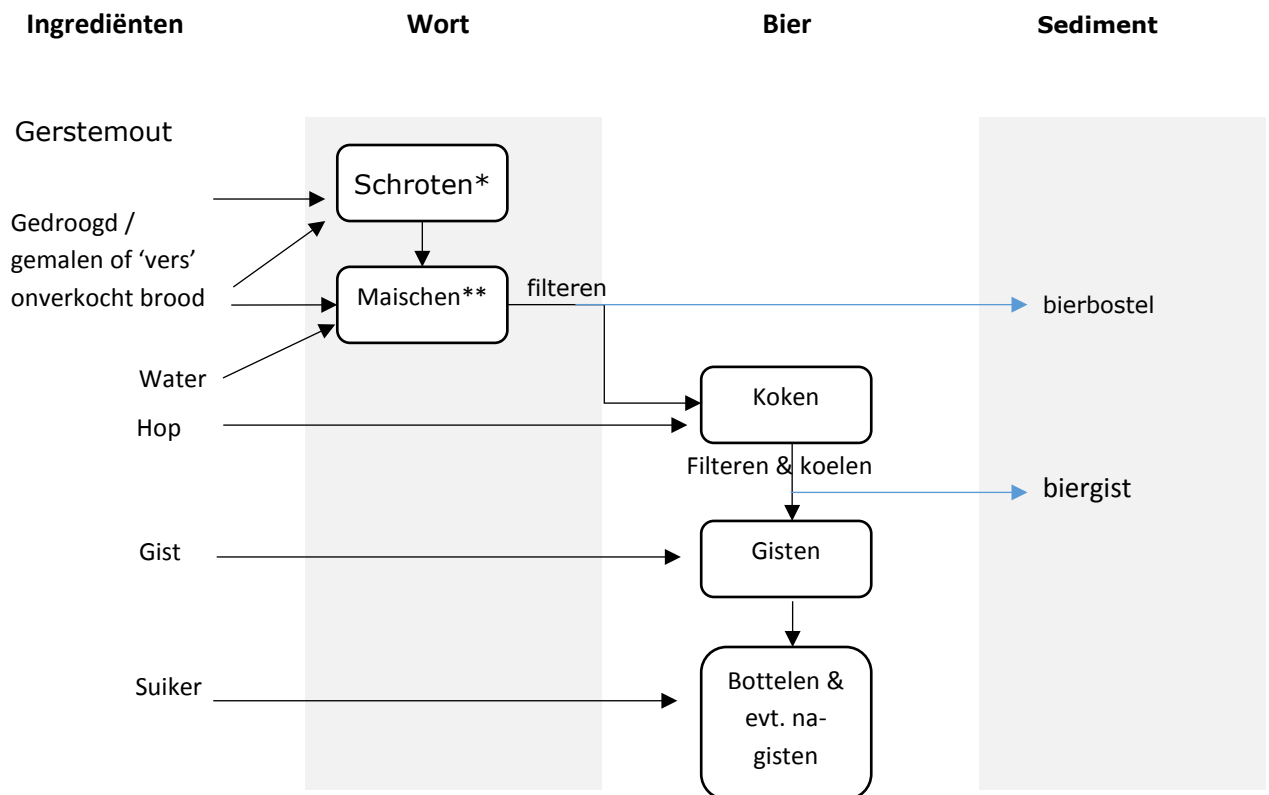 Ingrediënten
Wort
Bier
Sediment
Gerstemout
Schroten*
Gedroogd /
gemalen of ‘vers’
onverkocht brood
Maischen**
filteren
bierbostel
Water
Koken
Hop
Filteren & koelen
biergist
Gist
Gisten
Suiker
Bottelen &
evt. na-
gisten